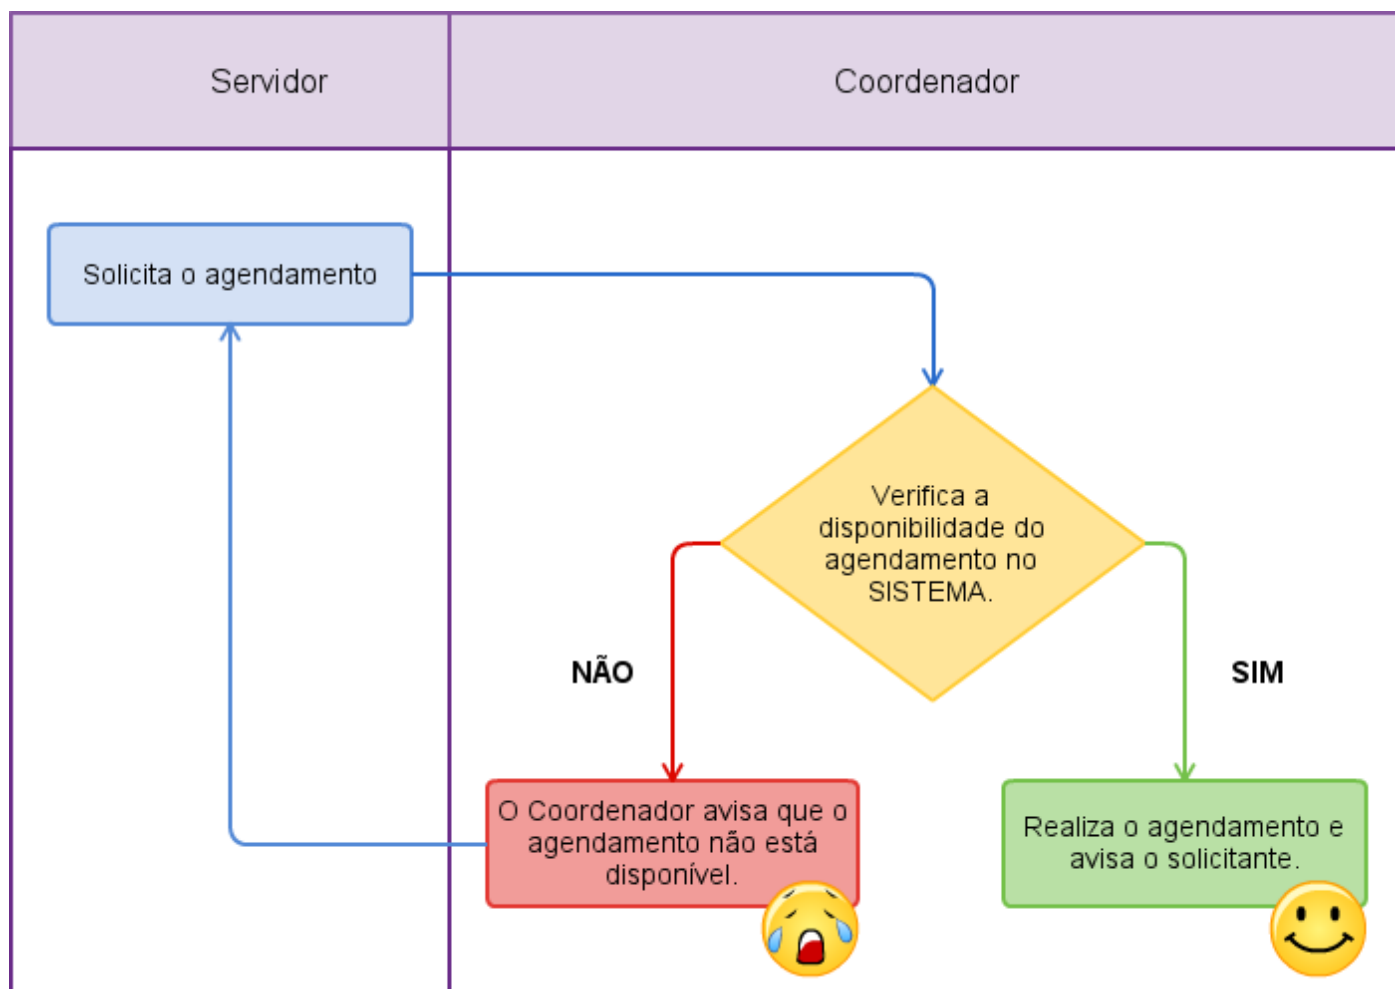 Servidor
Coordenador
Solicita o agendamento
Verifica a
disponibilidade do
agendamento no
SISTEMA.
NÃO
SIM
O Coordenador avisa que o
agendamento não está
disponível.
Realiza o agendamento e
avisa o solicitante.